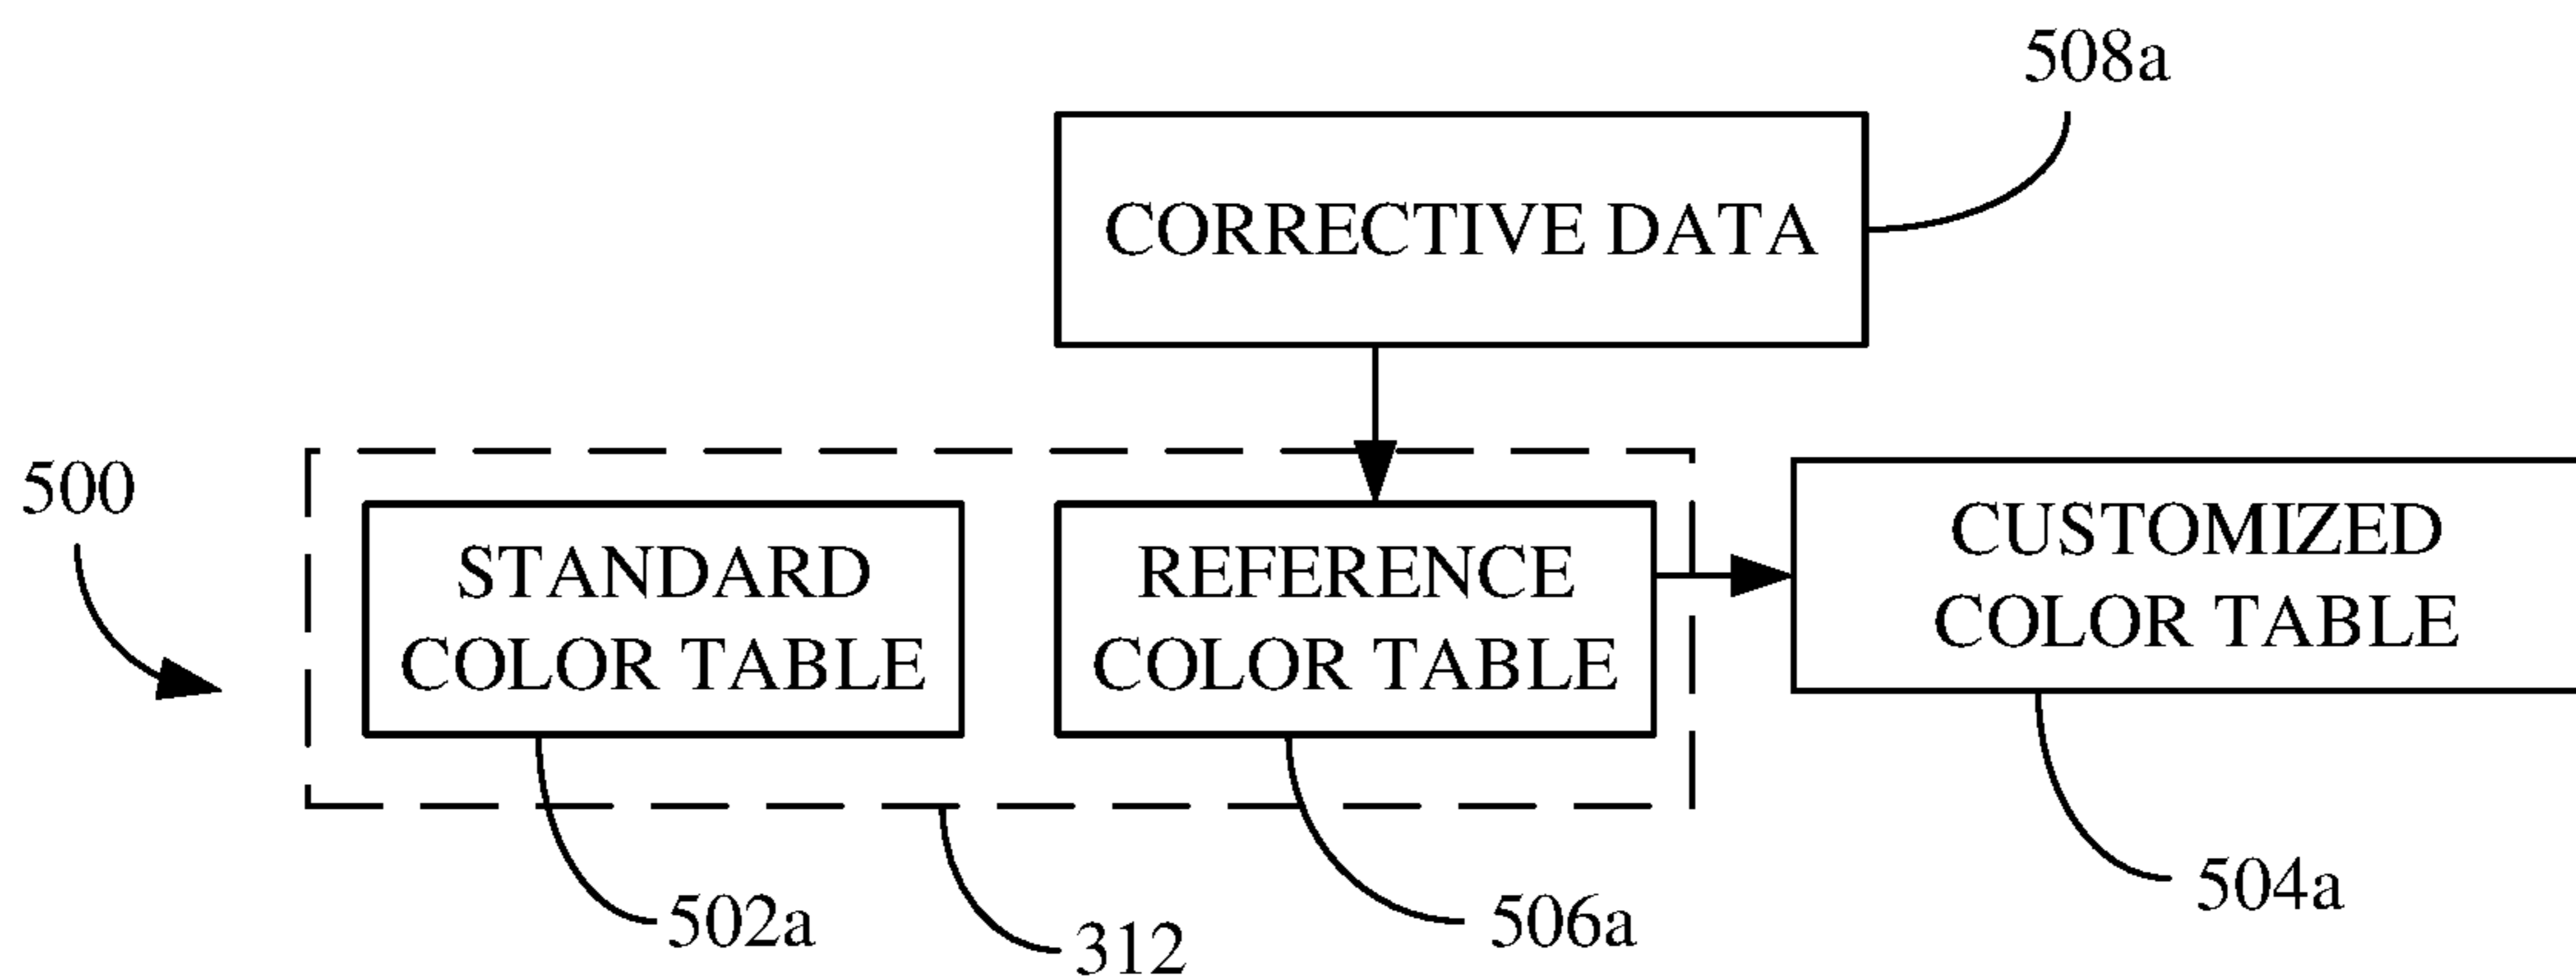 508a
CORRECTIVE DATA
500
STANDARD
COLOR TABLE
REFERENCE
COLOR TABLE
CUSTOMIZED
COLOR TABLE
502a
312
506a
504a